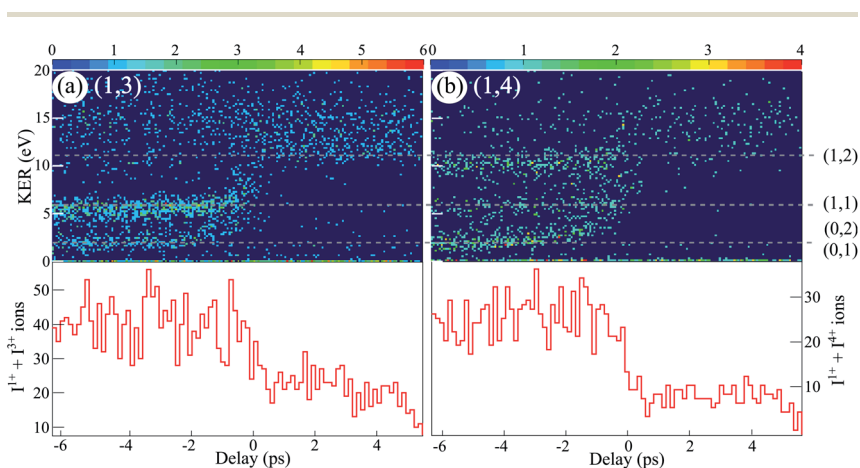 0 1 2 3 4 5 6 0 1 2 3 4
20
(a) (1,3)
(b) (1,4)
15
10
5
0
KER (eV)
(1,2)
(1,1)
(0,2)
(0,1)
50
40
30
20
10
I¹⁺ + I³⁺ ions
30
20
10
I¹⁺ + I⁴⁺ ions
-6 -4 -2 0 2 4 -6 -4 -2 0 2 4
Delay (ps) Delay (ps)